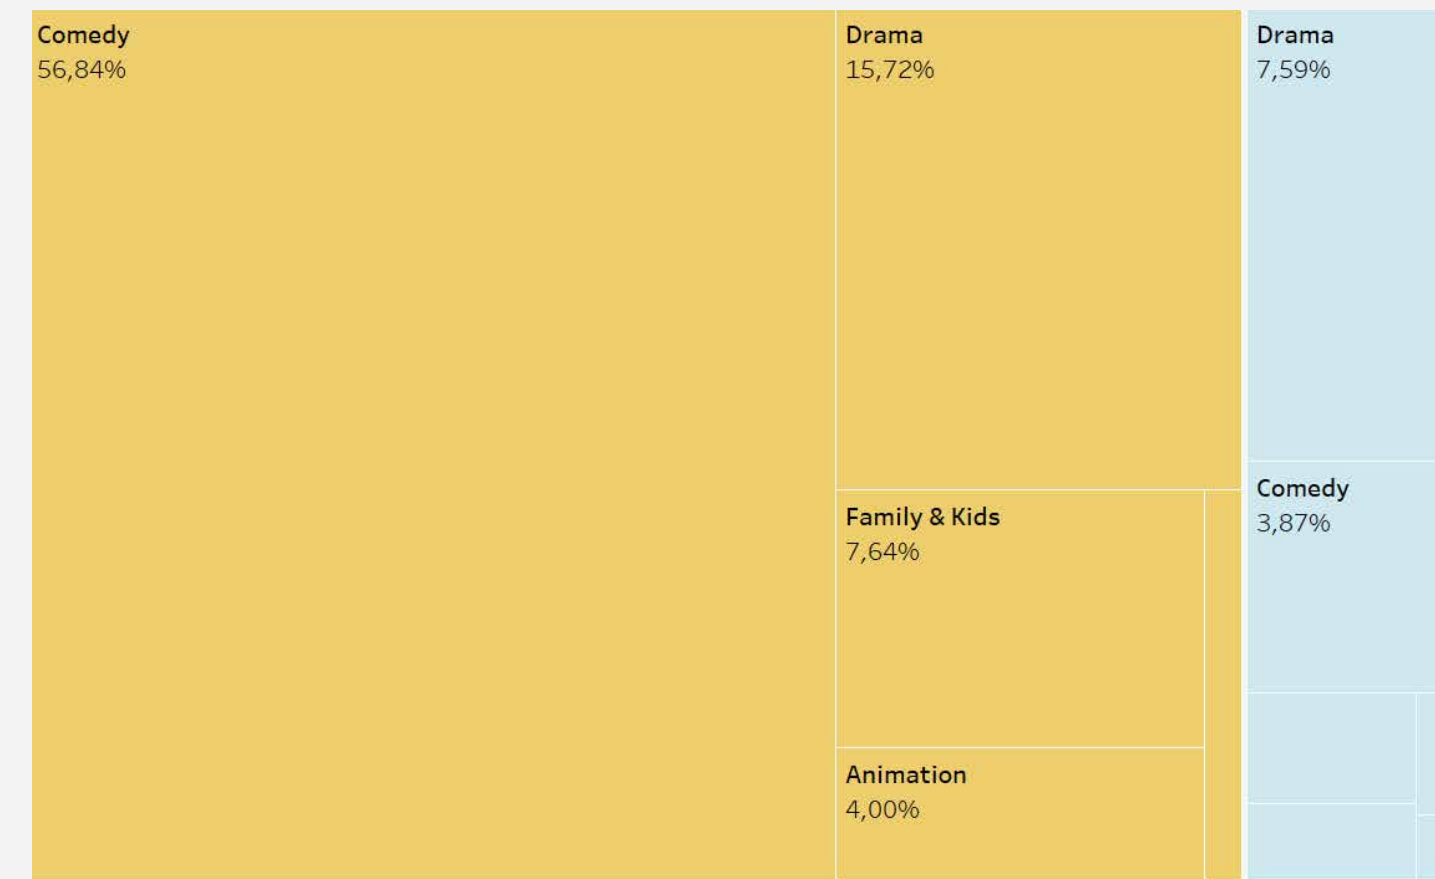 Comedy
56,84%
Drama
15,72%
Family & Kids
7,64%
Animation
4,00%
Drama
7,59%
Comedy
3,87%